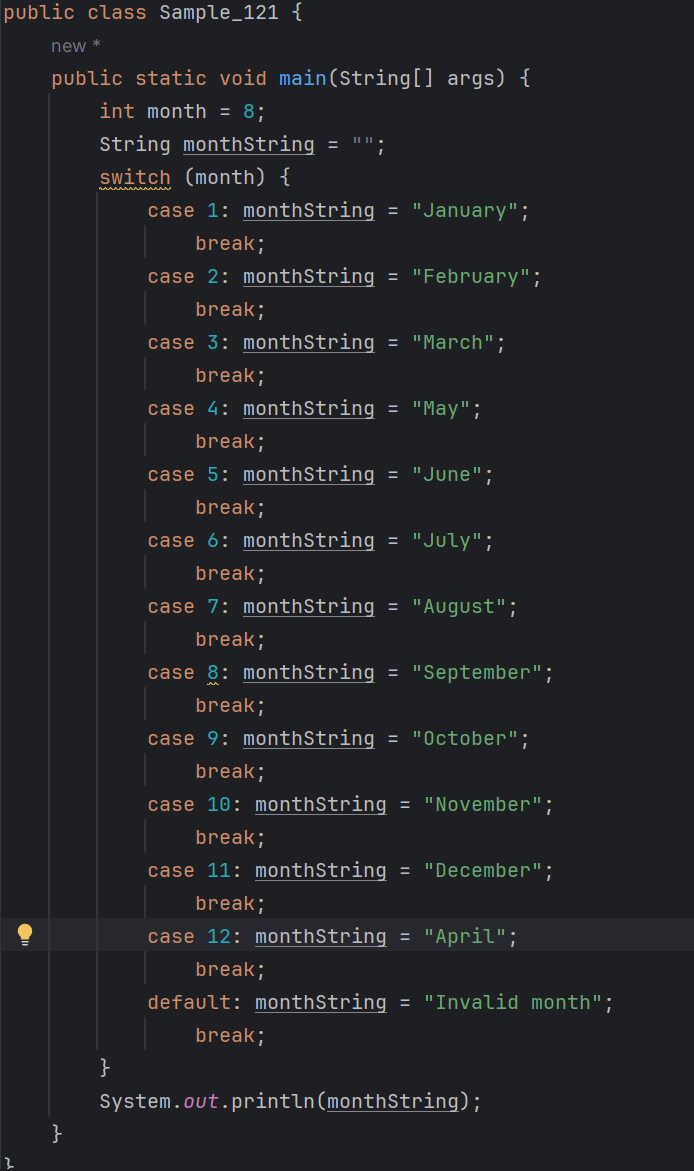 public class Sample_121 {
new *
public static void main(String[] args) {
int month = 8;
String monthString = "";
switch (month) {
case 1: monthString = "January";
break;
case 2: monthString = "February";
break;
case 3: monthString = "March";
break;
case 4: monthString = "May";
break;
case 5: monthString = "June";
break;
case 6: monthString = "July";
break;
case 7: monthString = "August";
break;
case 8: monthString = "September";
break;
case 9: monthString = "October";
break;
case 10: monthString = "November";
break;
case 11: monthString = "December";
break;
case 12: monthString = "April";
break;
default: monthString = "Invalid month";
break;
}
System.out.println(monthString);
}
}